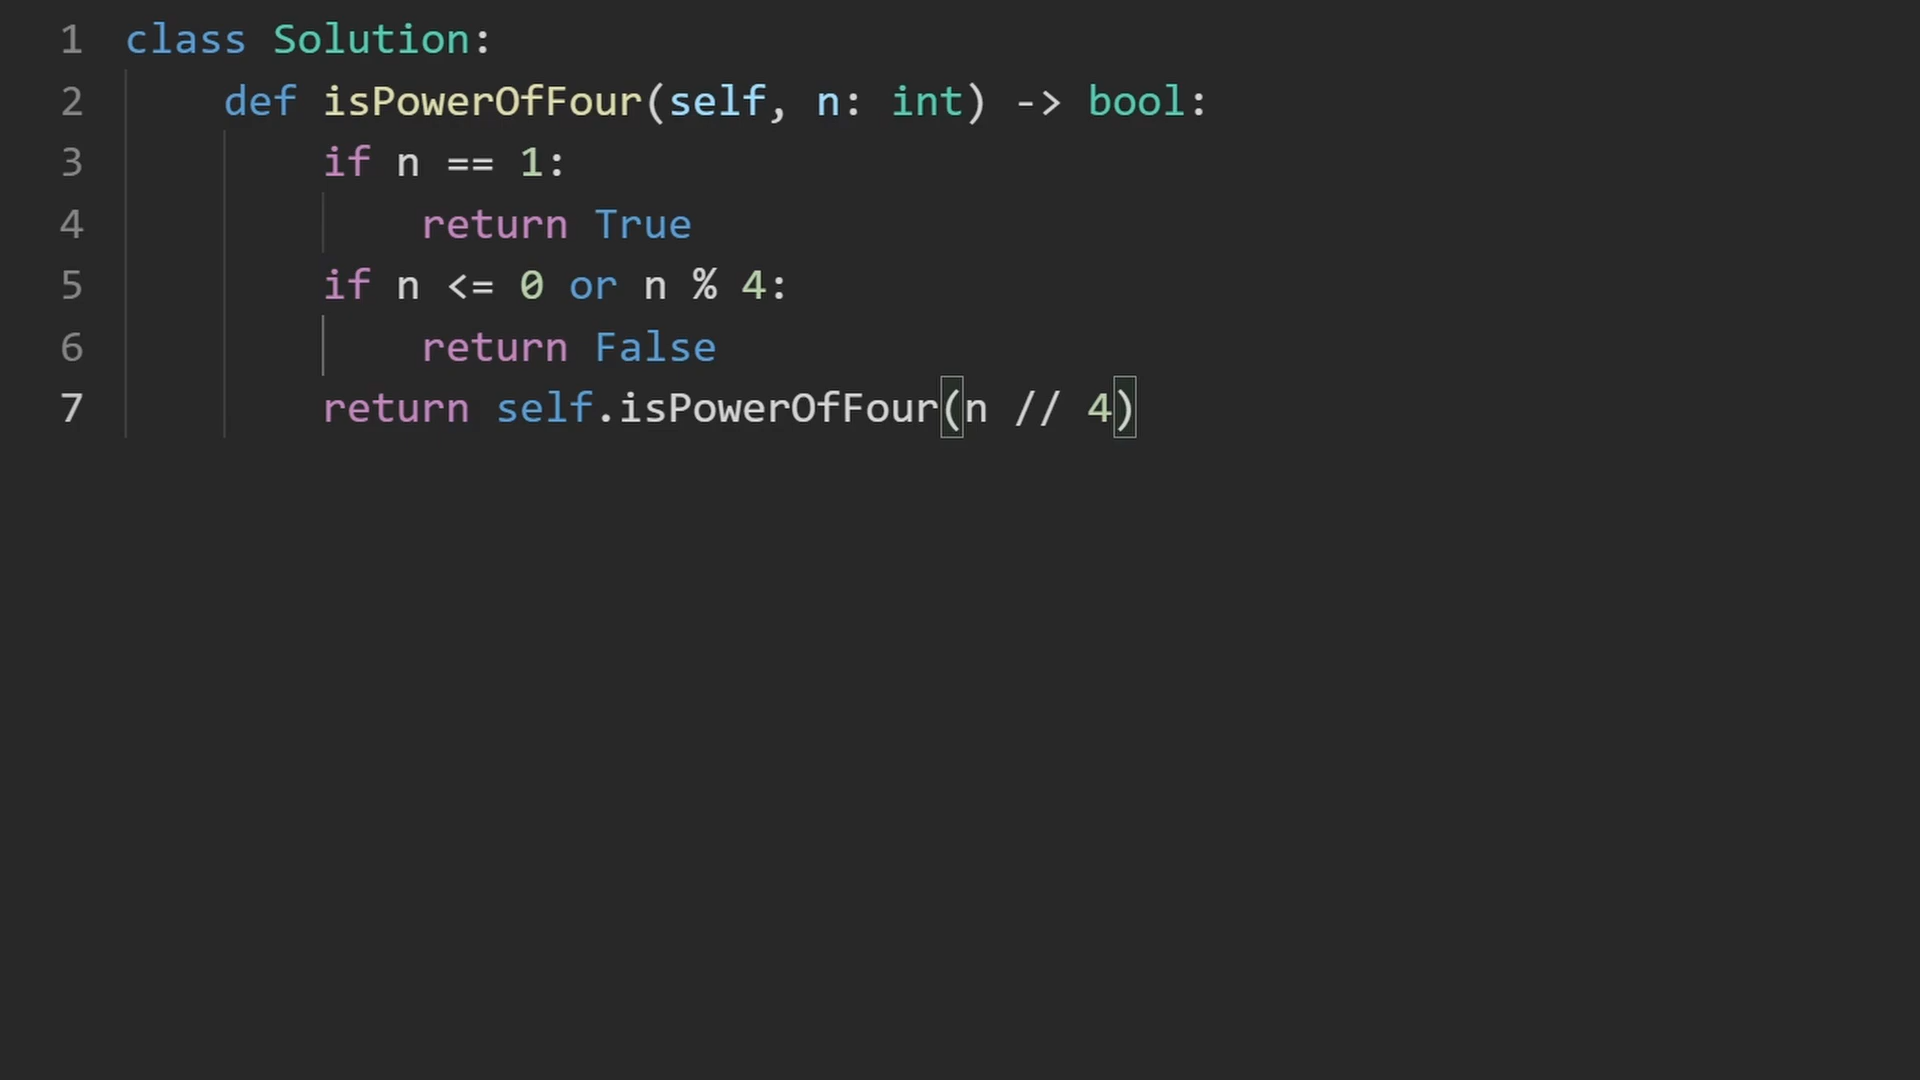 1 class Solution:
2     def isPowerOfFour(self, n: int) -> bool:
3         if n == 1:
4             return True
5         if n <= 0 or n % 4:
6             return False
7         return self.isPowerOfFour(n // 4)